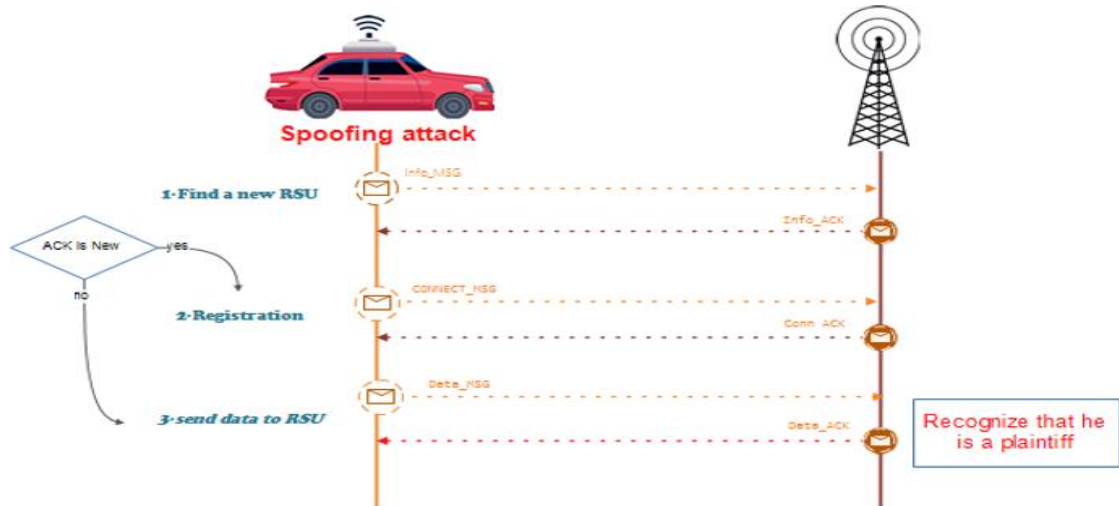 Spoofing attack
Info_MSG
1-Find a new RSU
Info_ACK
ACK is New
yes
no
CONNECT_MSG
2-Registration
Conn_ACK
Data_MSG
3-send data to RSU
Data_ACK
Recognize that he
is a plaintiff